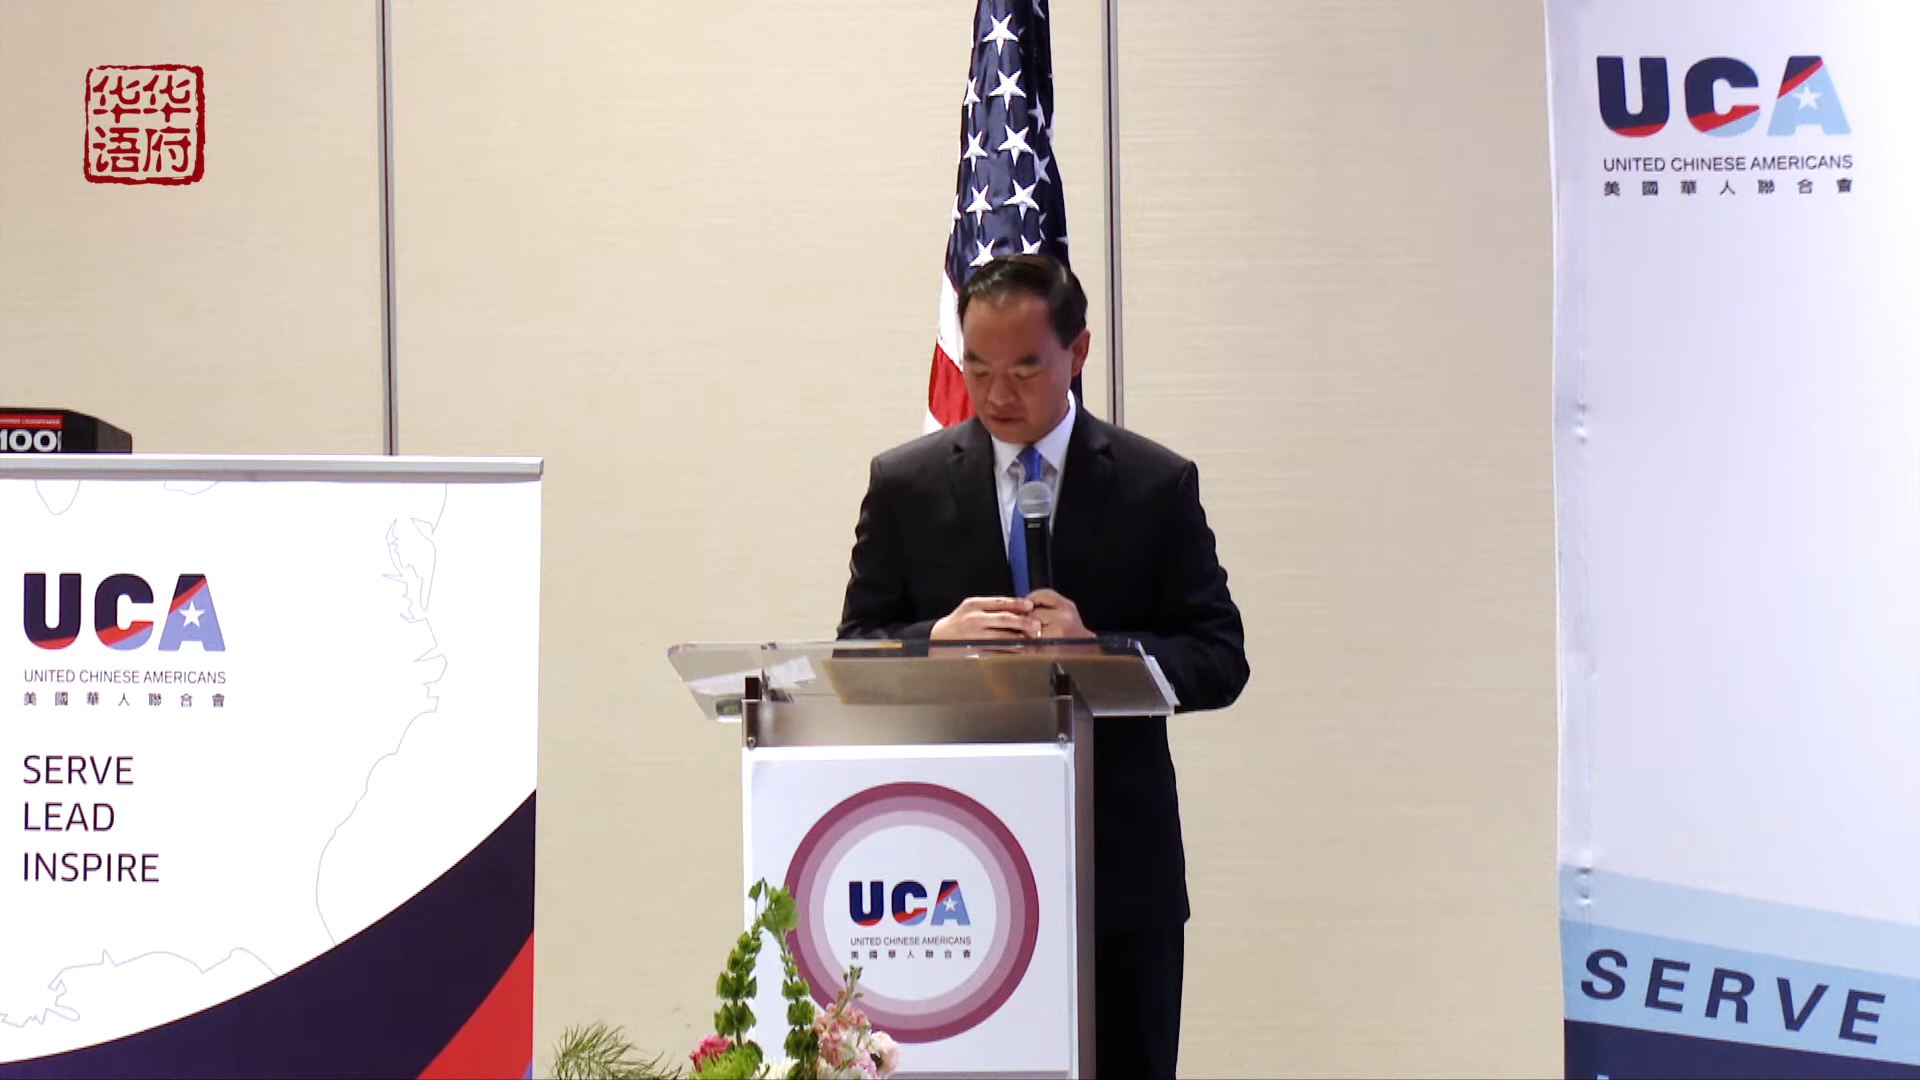 华华
语府
100
UCA
UNITED CHINESE AMERICANS
美國華人聯合會
SERVE
LEAD
INSPIRE
UCA
UNITED CHINESE AMERICANS
美國華人聯合會
UCA
UNITED CHINESE AMERICANS
美國華人聯合會
SERVE